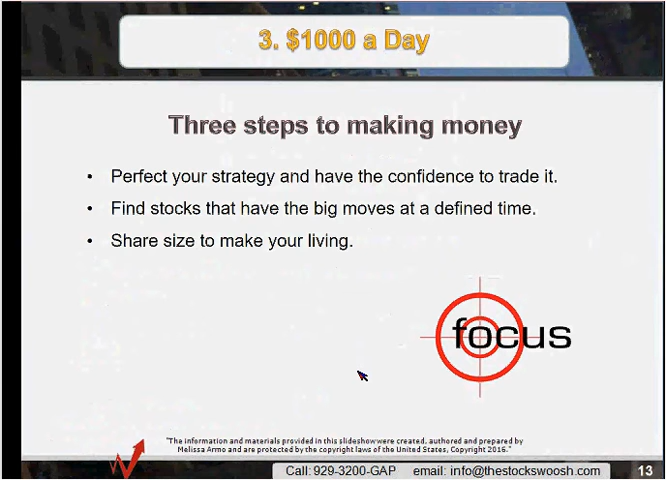 3. $1000 a Day
Three steps to making money
• Perfect your strategy and have the confidence to trade it.
• Find stocks that have the big moves at a defined time.
• Share size to make your living.
focus
"The information and materials provided in this slideshow were created, authored and prepared by
Melissa Armo and are protected by the copyright laws of the United States, Copyright 2016."
Call: 929-3200-GAP email: info@thestockswoosh.com 13